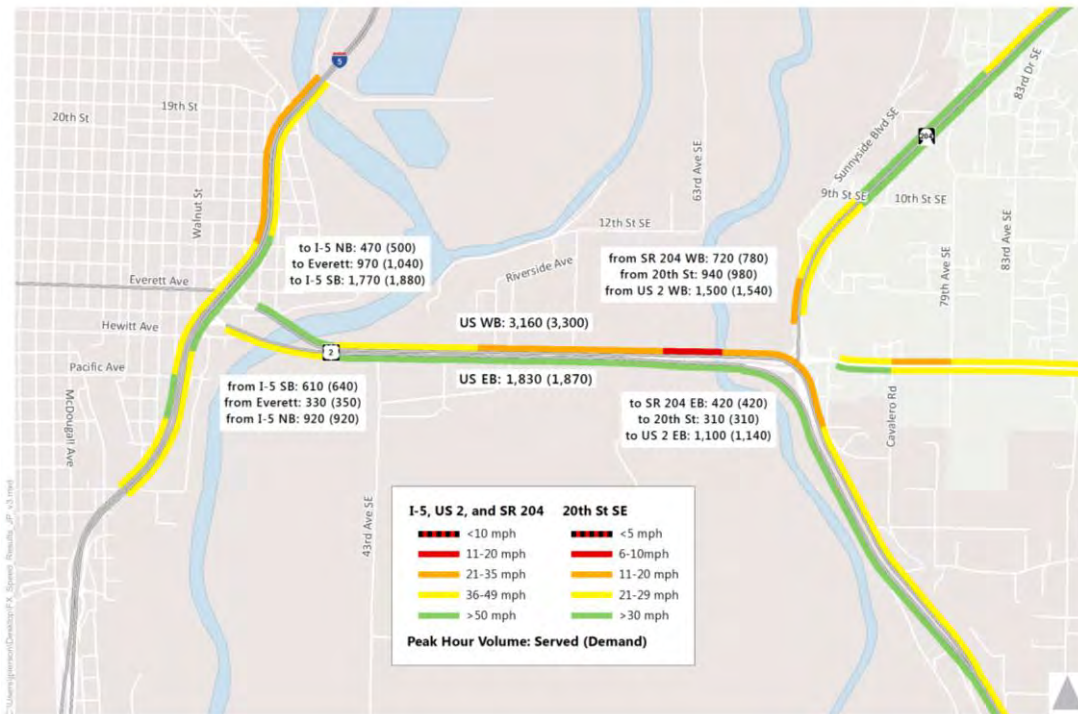 5
19th St
20th St
Walnut St
Sunnyside Blvd SE
83rd Dr SE
204
63rd Ave SE
9th St SE
10th St SE
12th St SE
79th Ave SE
83rd Ave SE
to I-5 NB: 470 (500)
to Everett: 970 (1,040)
to I-5 SB: 1,770 (1,880)
from SR 204 WB: 720 (780)
from 20th St: 940 (980)
from US 2 WB: 1,500 (1,540)
Riverside Ave
Everett Ave
Hewitt Ave
Pacific Ave
McDougall Ave
US WB: 3,160 (3,300)
2
US EB: 1,830 (1,870)
from I-5 SB: 610 (640)
from Everett: 330 (350)
from I-5 NB: 920 (920)
to SR 204 EB: 420 (420)
to 20th St: 310 (310)
to US 2 EB: 1,100 (1,140)
Cavalero Rd
43rd Ave SE
I-5, US 2, and SR 204 20th St SE
<10 mph <5 mph
11-20 mph 6-10mph
21-35 mph 11-20 mph
36-49 mph 21-29 mph
>50 mph >30 mph
Peak Hour Volume: Served (Demand)